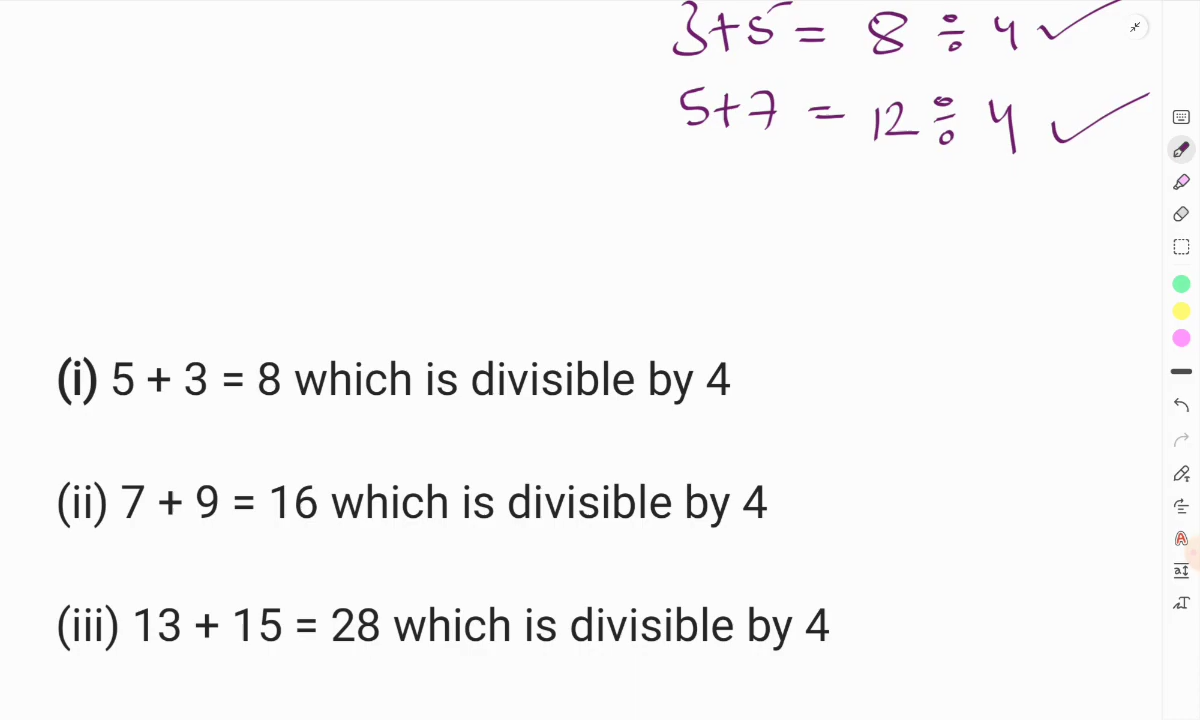 3+5 = 8 ÷ 4 ✓
5+7 = 12 ÷ 4 ✓
(i) 5 + 3 = 8 which is divisible by 4
(ii) 7 + 9 = 16 which is divisible by 4
(iii) 13 + 15 = 28 which is divisible by 4